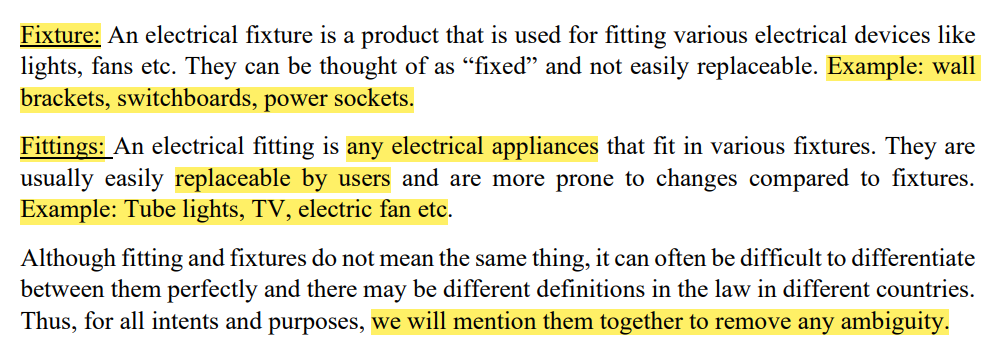 Fixture: An electrical fixture is a product that is used for fitting various electrical devices like
lights, fans etc. They can be thought of as “fixed” and not easily replaceable. Example: wall
brackets, switchboards, power sockets.
Fittings: An electrical fitting is any electrical appliances that fit in various fixtures. They are
usually easily replaceable by users and are more prone to changes compared to fixtures.
Example: Tube lights, TV, electric fan etc.
Although fitting and fixtures do not mean the same thing, it can often be difficult to differentiate
between them perfectly and there may be different definitions in the law in different countries.
Thus, for all intents and purposes, we will mention them together to remove any ambiguity.